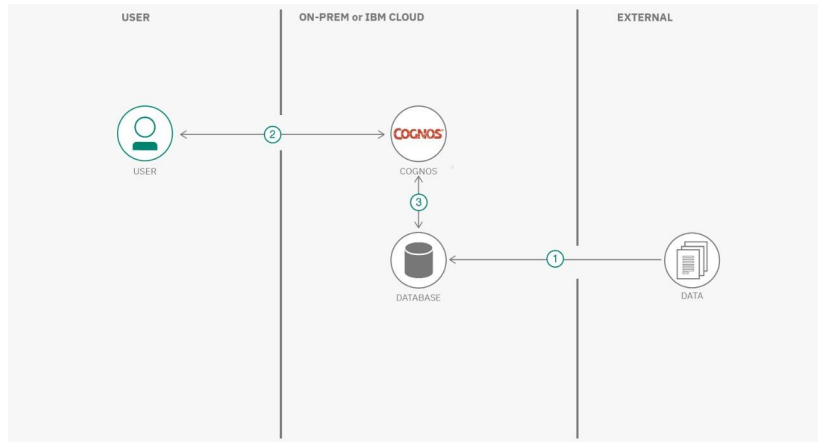 USER
ON-PREM or IBM CLOUD
EXTERNAL
COGNOS
2
USER
COGNOS
3
1
DATABASE
DATA